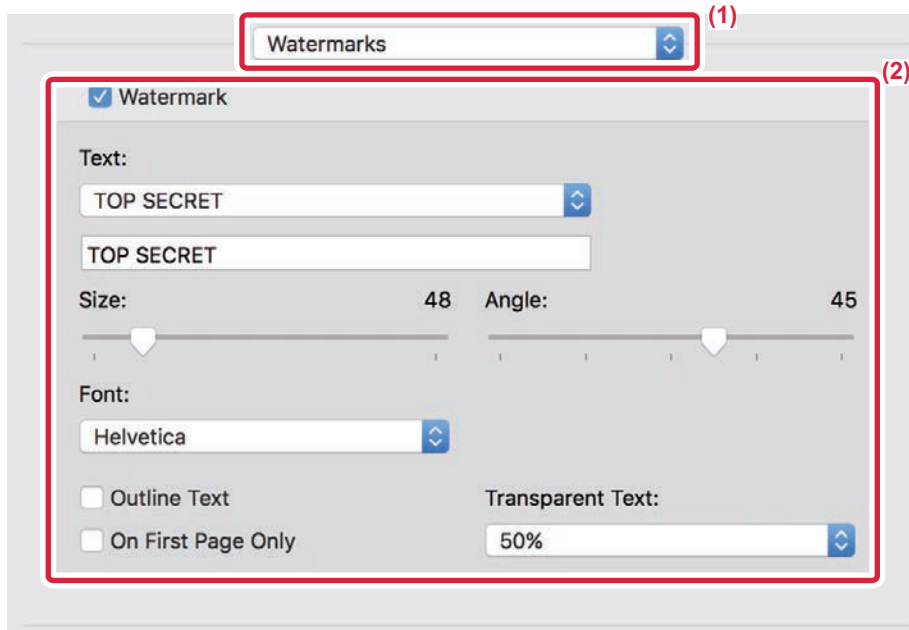 (1)
Watermarks
(2)
Watermark
Text:
TOP SECRET
TOP SECRET
Size: 48 Angle: 45
Font:
Helvetica
Outline Text Transparent Text:
On First Page Only 50%